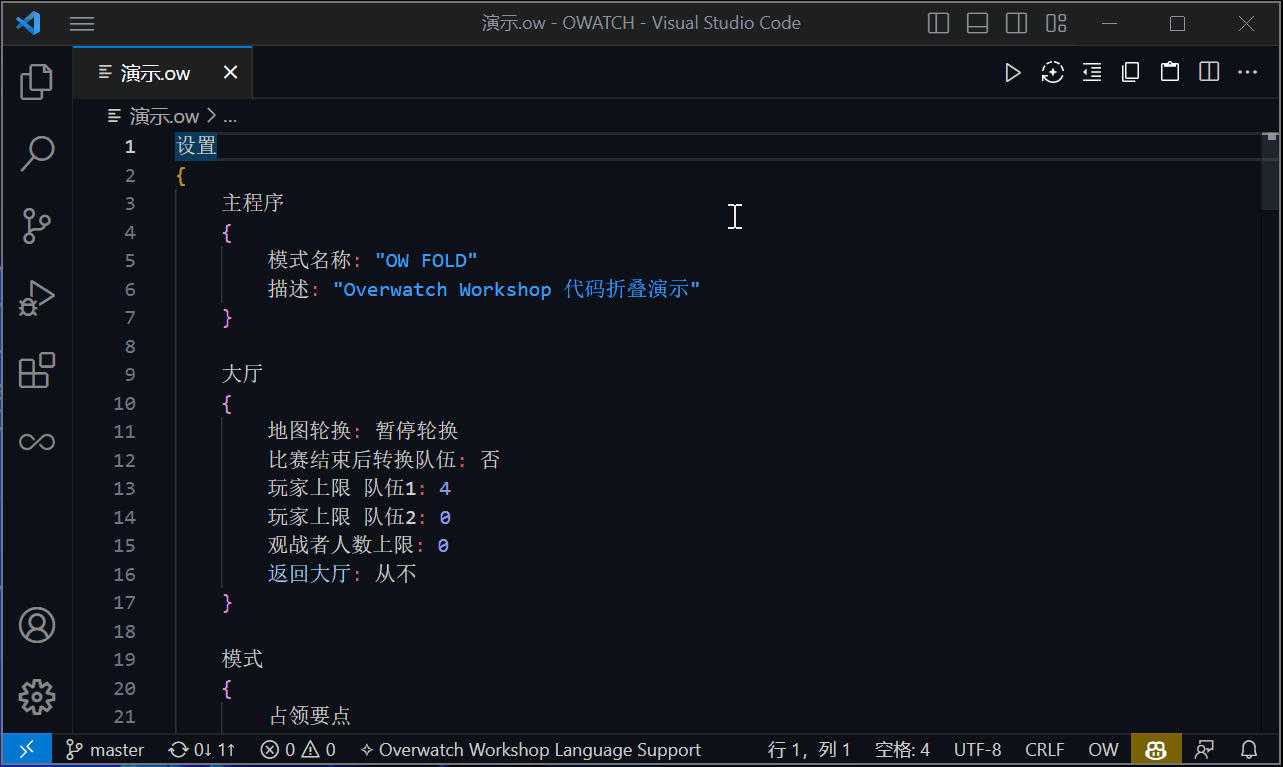 演示.ow - OWATCH - Visual Studio Code
演示.ow
演示.ow > ...
1 设置
2 {
3 主程序
4 {
5 模式名称: "OW FOLD"
6 描述: "Overwatch Workshop 代码折叠演示"
7 }
8
9 大厅
10 {
11 地图轮换: 暂停轮换
12 比赛结束后转换队伍: 否
13 玩家上限 队伍1: 4
14 玩家上限 队伍2: 0
15 观战者人数上限: 0
16 返回大厅: 从不
17 }
18
19 模式
20 {
21 占领要点
master 0↓ 1↑ 0 0 Overwatch Workshop Language Support 行 1，列 1 空格: 4 UTF-8 CRLF OW